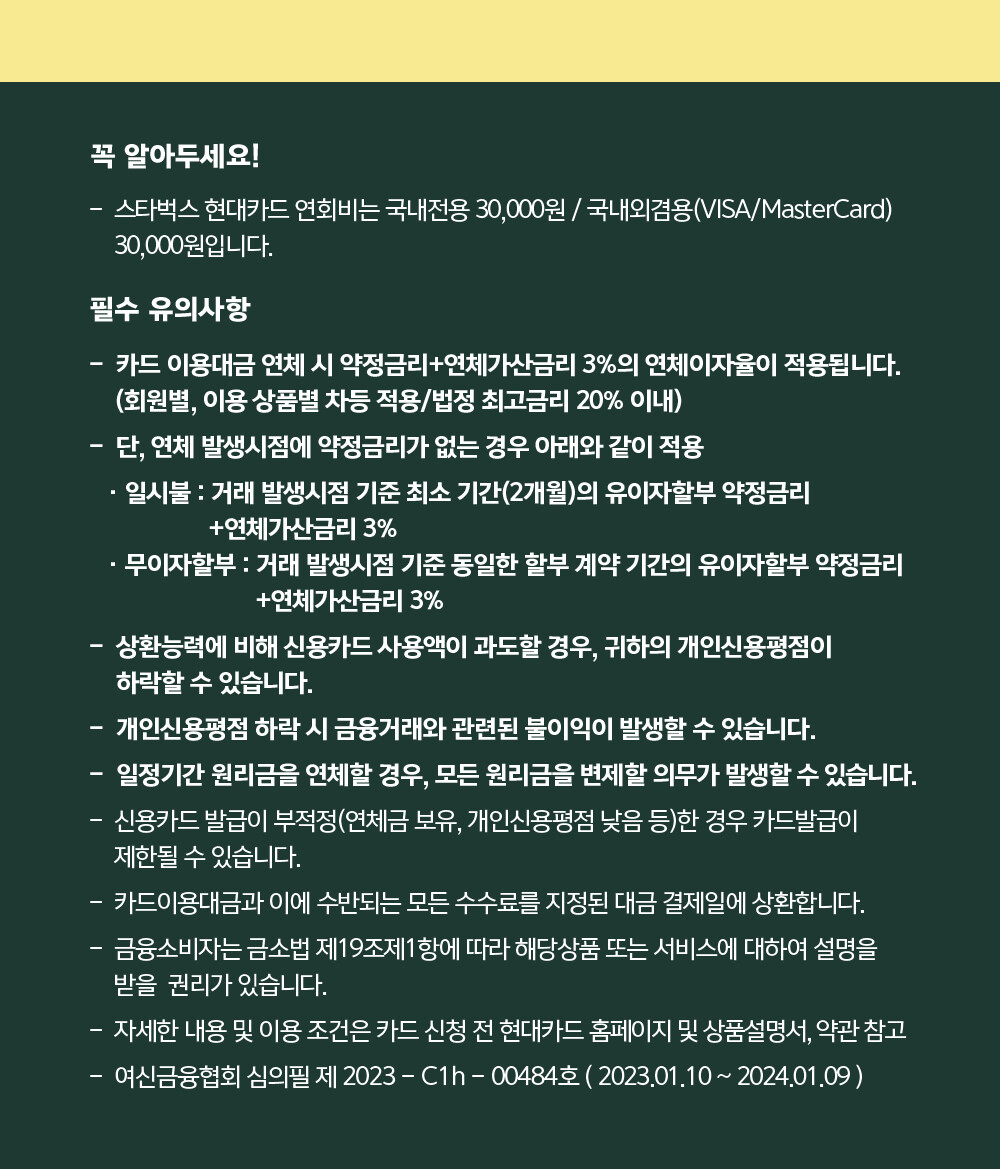 꼭 알아두세요!
- 스타벅스 현대카드 연회비는 국내전용 30,000원 / 국내외겸용(VISA/MasterCard)
30,000원입니다.
필수 유의사항
- 카드 이용대금 연체 시 약정금리+연체가산금리 3%의 연체이자율이 적용됩니다.
(회원별, 이용 상품별 차등 적용/법정 최고금리 20% 이내)
- 단, 연체 발생시점에 약정금리가 없는 경우 아래와 같이 적용
· 일시불 : 거래 발생시점 기준 최소 기간(2개월)의 유이자할부 약정금리
+연체가산금리 3%
· 무이자할부 : 거래 발생시점 기준 동일한 할부 계약 기간의 유이자할부 약정금리
+연체가산금리 3%
- 상환능력에 비해 신용카드 사용액이 과도할 경우, 귀하의 개인신용평점이
하락할 수 있습니다.
- 개인신용평점 하락 시 금융거래와 관련된 불이익이 발생할 수 있습니다.
- 일정기간 원리금을 연체할 경우, 모든 원리금을 변제할 의무가 발생할 수 있습니다.
- 신용카드 발급이 부적정(연체금 보유, 개인신용평점 낮음 등)한 경우 카드발급이
제한될 수 있습니다.
- 카드이용대금과 이에 수반되는 모든 수수료를 지정된 대금 결제일에 상환합니다.
- 금융소비자는 금소법 제19조제1항에 따라 해당상품 또는 서비스에 대하여 설명을
받을 권리가 있습니다.
- 자세한 내용 및 이용 조건은 카드 신청 전 현대카드 홈페이지 및 상품설명서, 약관 참고
- 여신금융협회 심의필 제 2023 - C1h - 00484호 ( 2023.01.10 ~ 2024.01.09 )